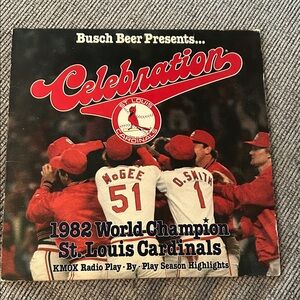 Busch Beer Presents...
Celebration
ST. LOUIS
CARDINALS
McGEE
51
O. SMITH
1
1982 World Champion
St. Louis Cardinals
KMOX Radio Play-By-Play Season Highlights